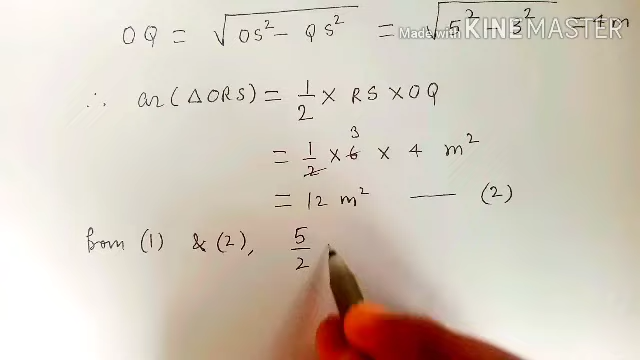 OQ = √OS² − QS² = √5² 3² = 4 m
Made with KINEMASTER
∴ ar(△ORS) = 1/2 × RS × OQ
3
= 1/2 × 6 × 4 m²
= 12 m² —— (2)
from (1) & (2), 5/2